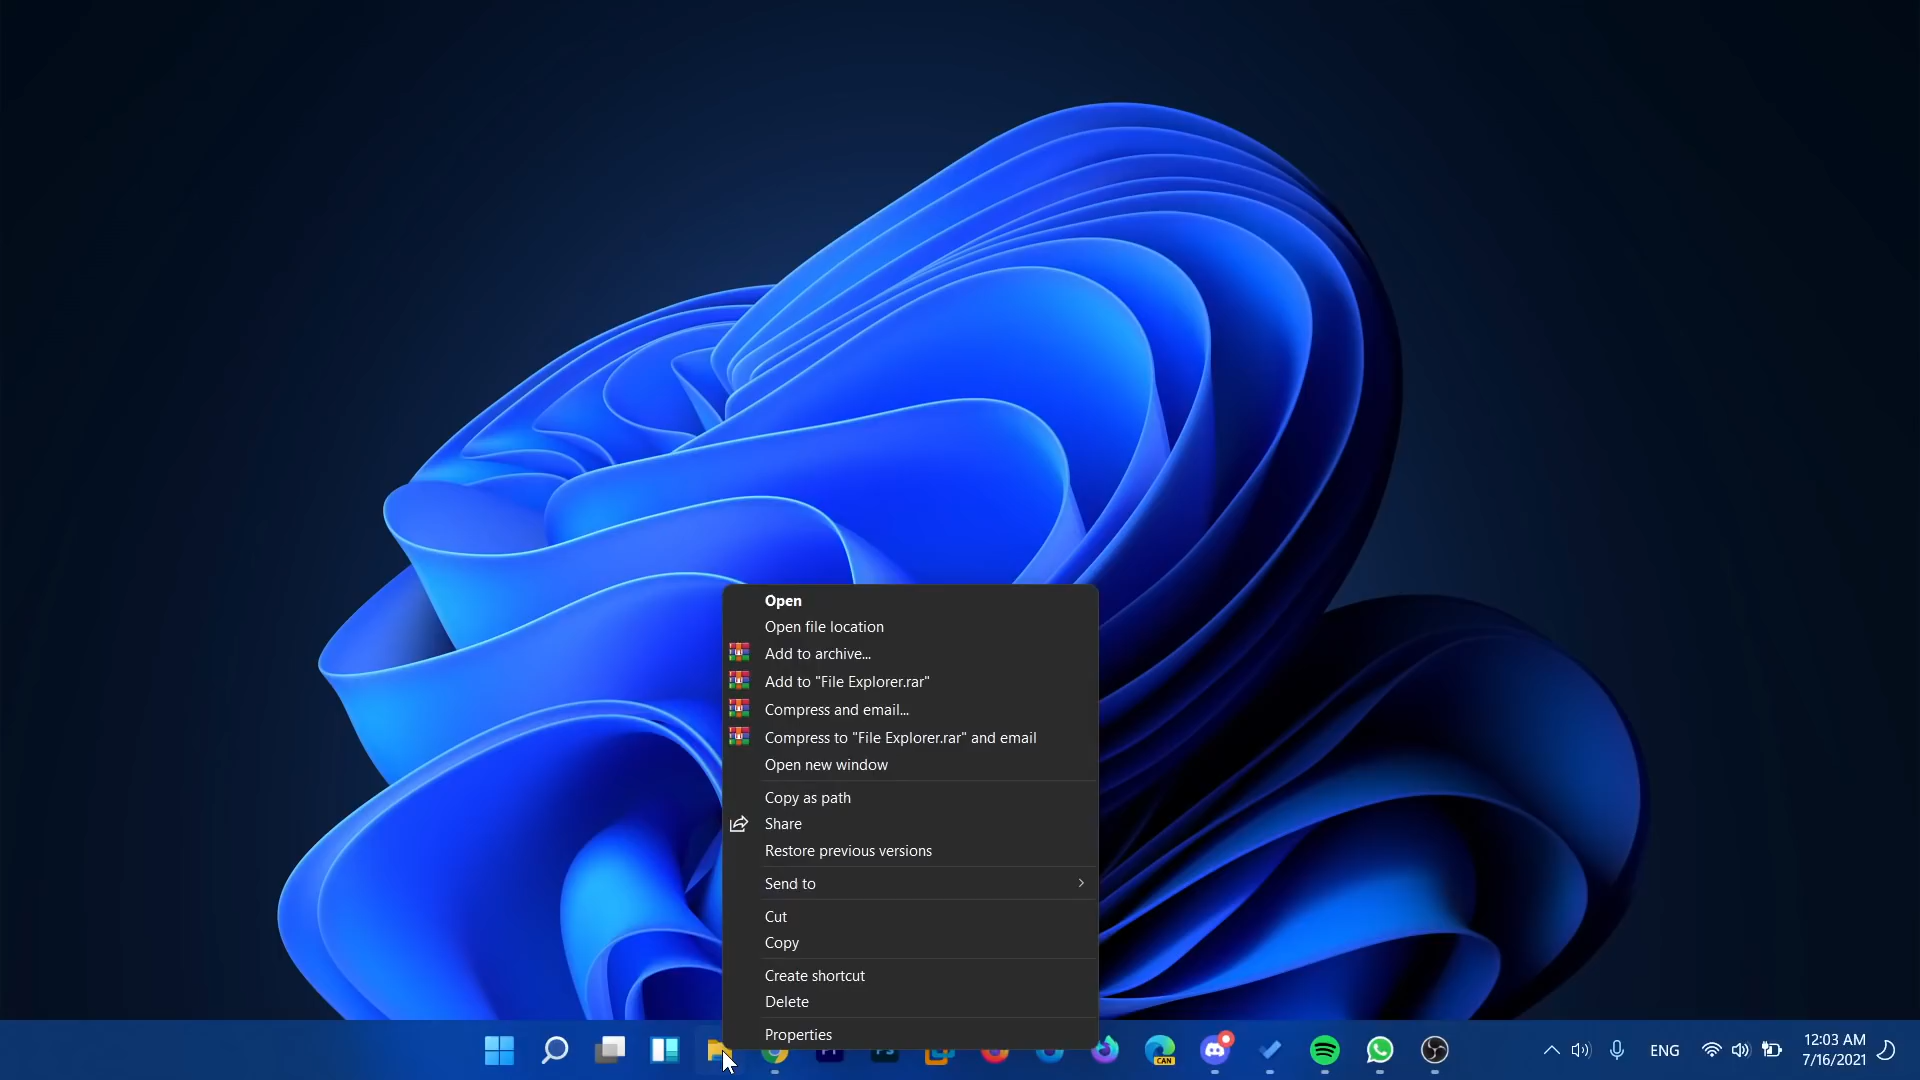 Open
Open file location
Add to archive...
Add to "File Explorer.rar"
Compress and email...
Compress to "File Explorer.rar" and email
Open new window
Copy as path
Share
Restore previous versions
Send to
Cut
Copy
Create shortcut
Delete
Properties
CAN
ENG
12:03 AM
7/16/2021